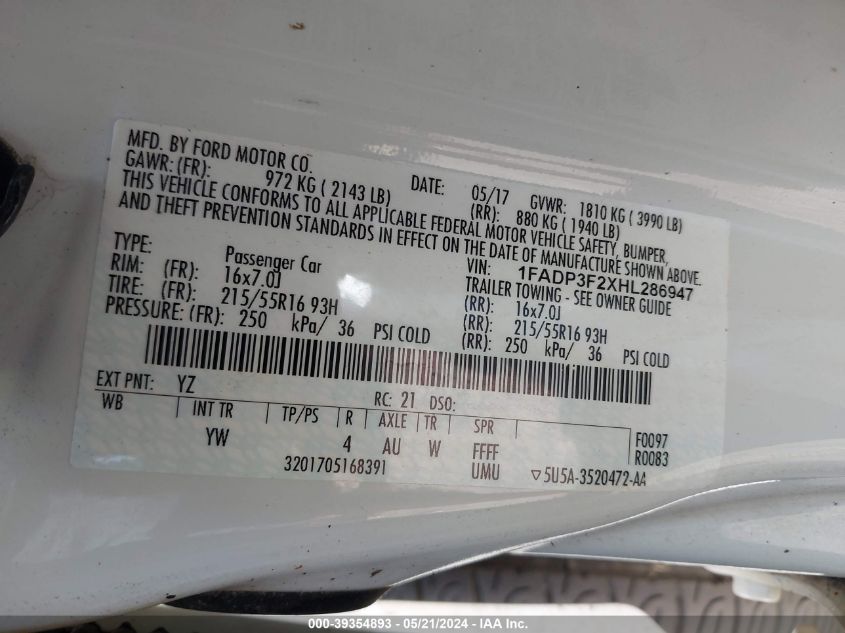 MFD. BY FORD MOTOR CO.
DATE: 05/17 GVWR: 1810 KG ( 3990 LB)
GAWR: (FR): 972 KG ( 2143 LB) (RR): 880 KG ( 1940 LB)
THIS VEHICLE CONFORMS TO ALL APPLICABLE FEDERAL MOTOR VEHICLE SAFETY, BUMPER,
AND THEFT PREVENTION STANDARDS IN EFFECT ON THE DATE OF MANUFACTURE SHOWN ABOVE.
VIN: 1FADP3F2XHL286947
TYPE: Passenger Car TRAILER TOWING - SEE OWNER GUIDE
RIM: (FR): 16x7.0J (RR): 16x7.0J
TIRE: (FR): 215/55R16 93H (RR): 215/55R16 93H
PRESSURE: (FR): 250 kPa/ 36 PSI COLD (RR): 250 kPa/ 36 PSI COLD
EXT PNT: YZ RC: 21 DSO:
WB INT TR TP/PS R AXLE TR SPR F0097
YW 4 AU W FFFF R0083
3201705168391 UMU ▽5U5A-3520472-AA
000-39354893 - 05/21/2024 - IAA